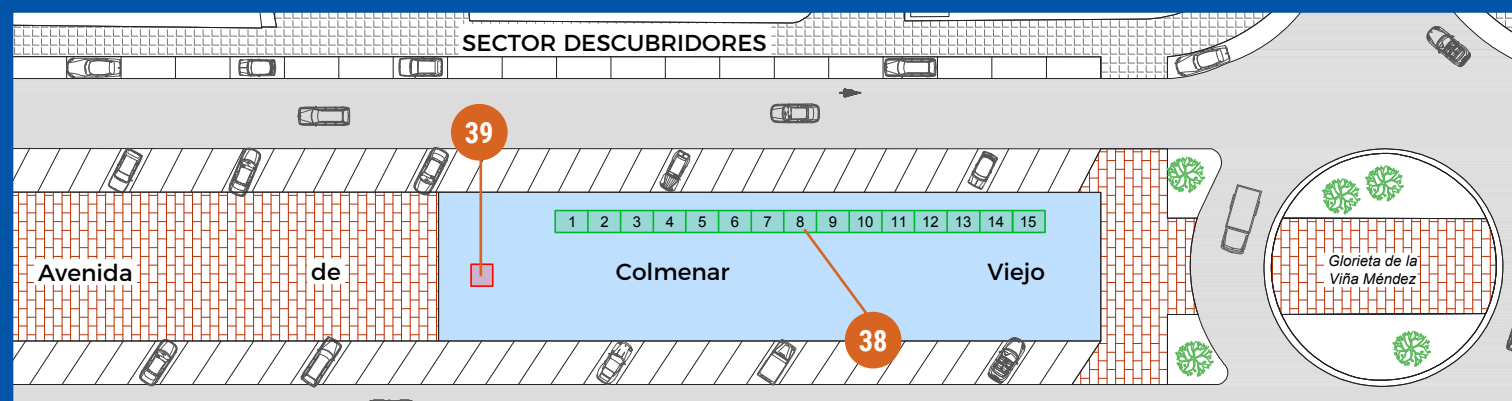 SECTOR DESCUBRIDORES
39
1 2 3 4 5 6 7 8 9 10 11 12 13 14 15
Avenida de Colmenar Viejo
Glorieta de la
Viña Méndez
38